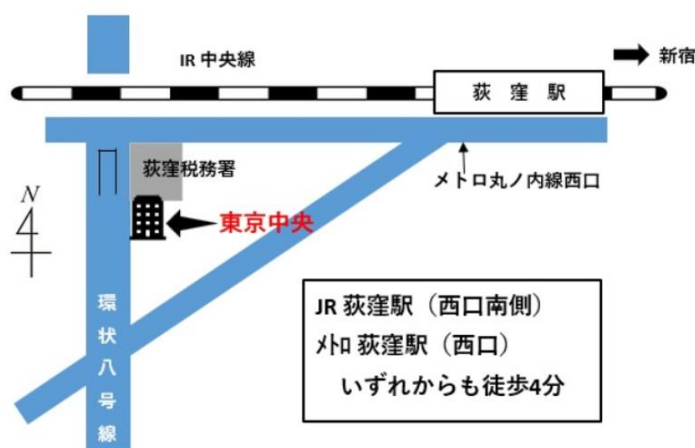 IR 中央線
新宿
荻 窪 駅
荻窪税務署
メトロ丸ノ内線西口
N
東京中央
環状八号線
JR 荻窪駅（西口南側）
ﾒﾄﾛ 荻窪駅（西口）
いずれからも徒歩4分